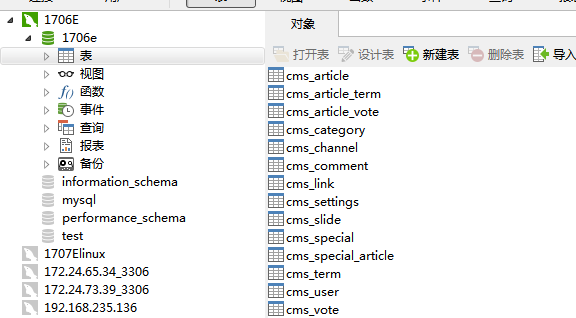 1706E
1706e
表
视图
函数
事件
查询
报表
备份
information_schema
mysql
performance_schema
test
1707Elinux
172.24.65.34_3306
172.24.73.39_3306
192.168.235.136
对象
打开表 设计表 新建表 删除表 导入
cms_article
cms_article_term
cms_article_vote
cms_category
cms_channel
cms_comment
cms_link
cms_settings
cms_slide
cms_special
cms_special_article
cms_term
cms_user
cms_vote